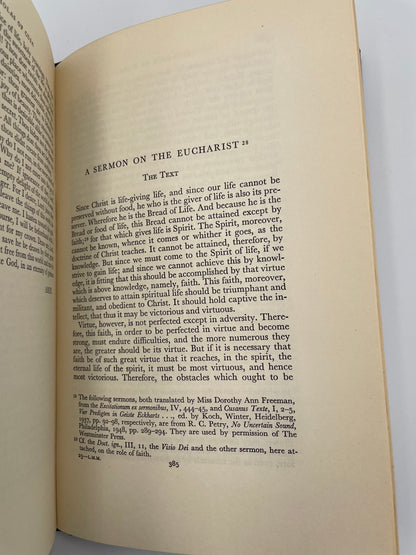 A SERMON ON THE EUCHARIST 28
THE TEXT
Since Christ is life-giving life, and since our life cannot be
preserved without food, he who is the giver of life is also its pre-
server. Wherefore he is the Bread of Life. And because he is the
Bread or food of life, this Bread cannot be attained except by
faith,29 for that which gives life is Spirit. The Spirit, moreover,
cannot be known, whence it comes or whither it goes, as the
doctrine of Christ teaches. It cannot be attained, therefore, by
knowledge. But since we must come to the Spirit of life, if we
strive to gain life; and since we cannot achieve this by knowl-
edge, it is fitting that this should be accomplished by that virtue
which is above knowledge, namely, faith. This faith, moreover,
which deserves to attain spiritual life should be triumphant and
militant, and obedient to Christ. It should hold captive the in-
tellect, that thus it may be victorious and virtuous.
Virtue, however, is not perfected except in adversity. There-
fore, this faith, in order to be perfected in virtue and become
strong, must endure difficulties, and the more numerous they
are, the greater should be its virtue. But if it is necessary that
faith be of such great virtue that it reaches, in the spirit, the
eternal life of the spirit, it must be most virtuous, and hence
most victorious. Therefore, the obstacles which ought to be
28 The following sermons, both translated by Miss Dorothy Ann Freeman,
from the Excitationum ex sermonibus, IV, 444-45, and Cusanus Texte, I, 2-5,
Vier Predigten in Geiste Eckharts . . ., ed. by Koch, Winter, Heidelberg,
1937, pp. 90-98, respectively, are from R. C. Petry, No Uncertain Sound,
Philadelphia, 1948, pp. 289-294. They are used by permission of The
Westminster Press.
29 Cf. the Doct. ign., III, 11, the Visio Dei and the other sermon, here at-
tached, on the role of faith.
25—L.M.M.
385